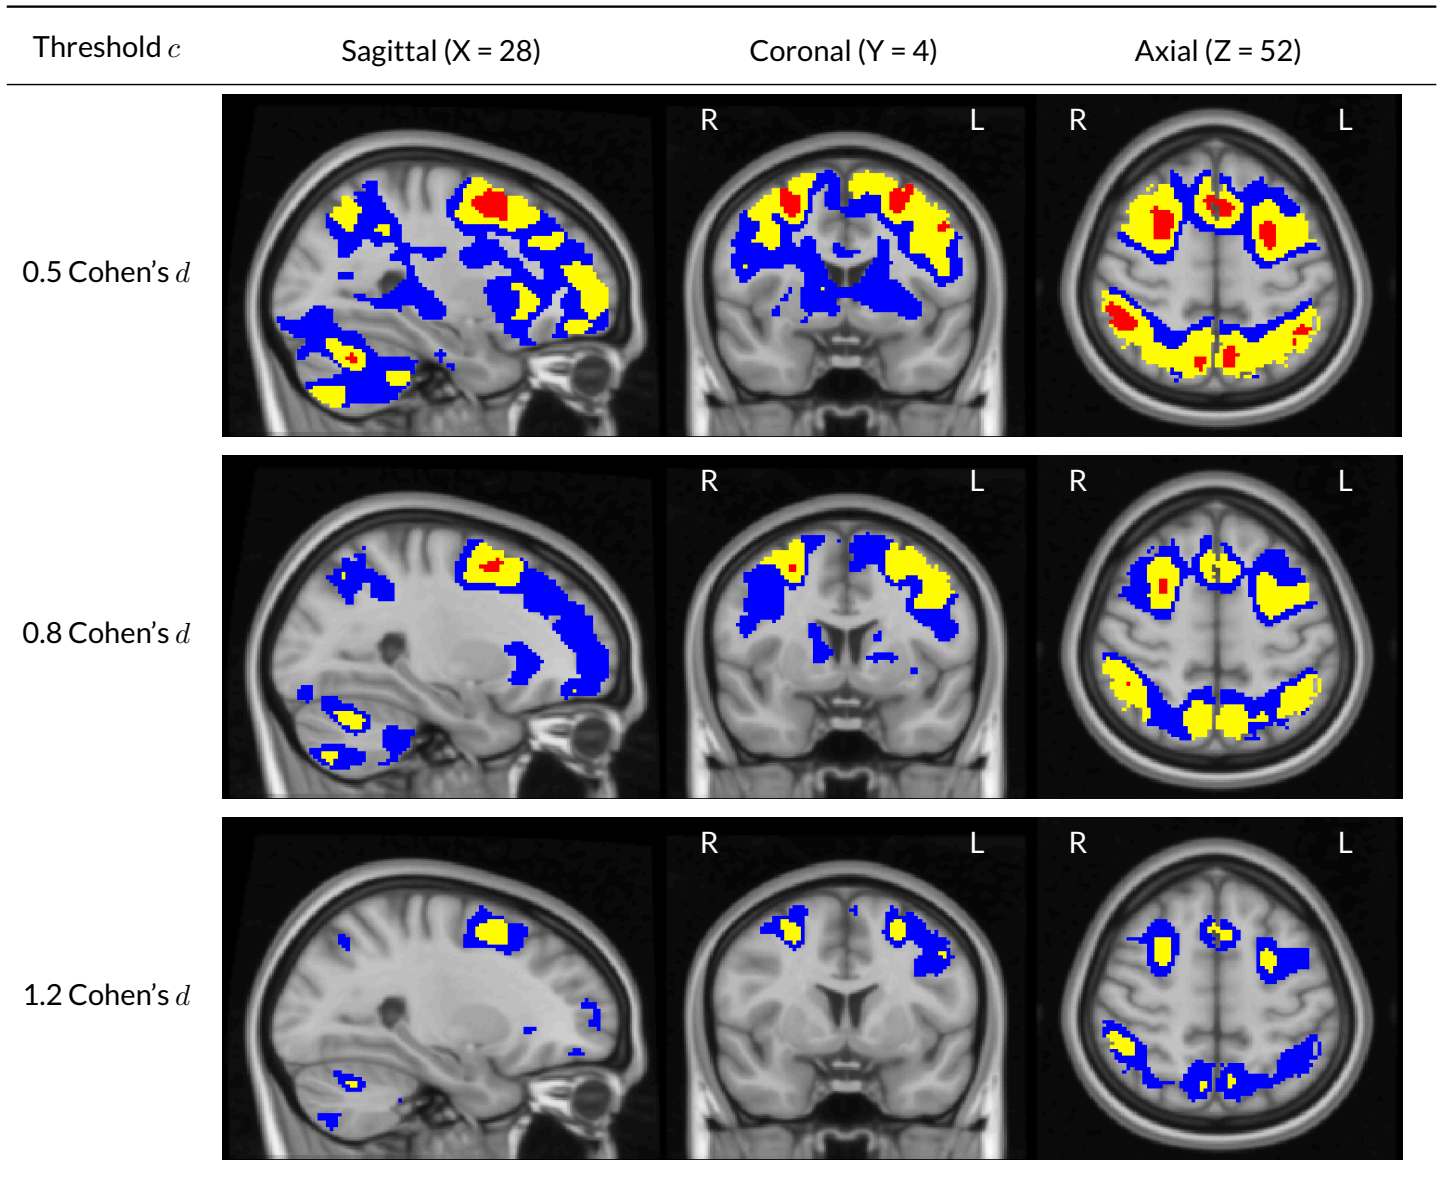 Threshold c Sagittal (X = 28) Coronal (Y = 4) Axial (Z = 52)
R L R L
0.5 Cohen's d
R L R L
0.8 Cohen's d
R L R L
1.2 Cohen's d